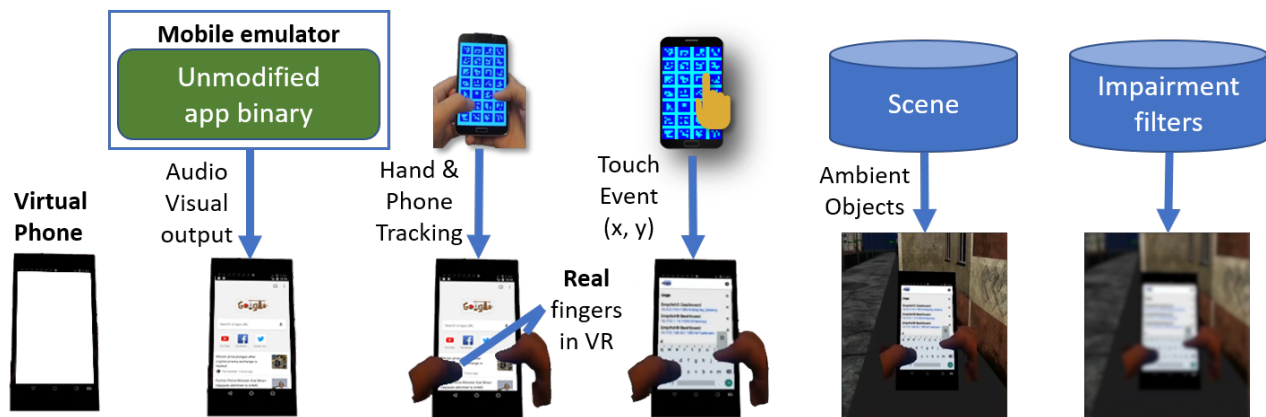 Mobile emulator
Unmodified
app binary
Scene
Impairment
filters
Audio
Visual
output
Hand &
Phone
Tracking
Touch
Event
(x, y)
Ambient
Objects
Virtual
Phone
Real
fingers
in VR
Google